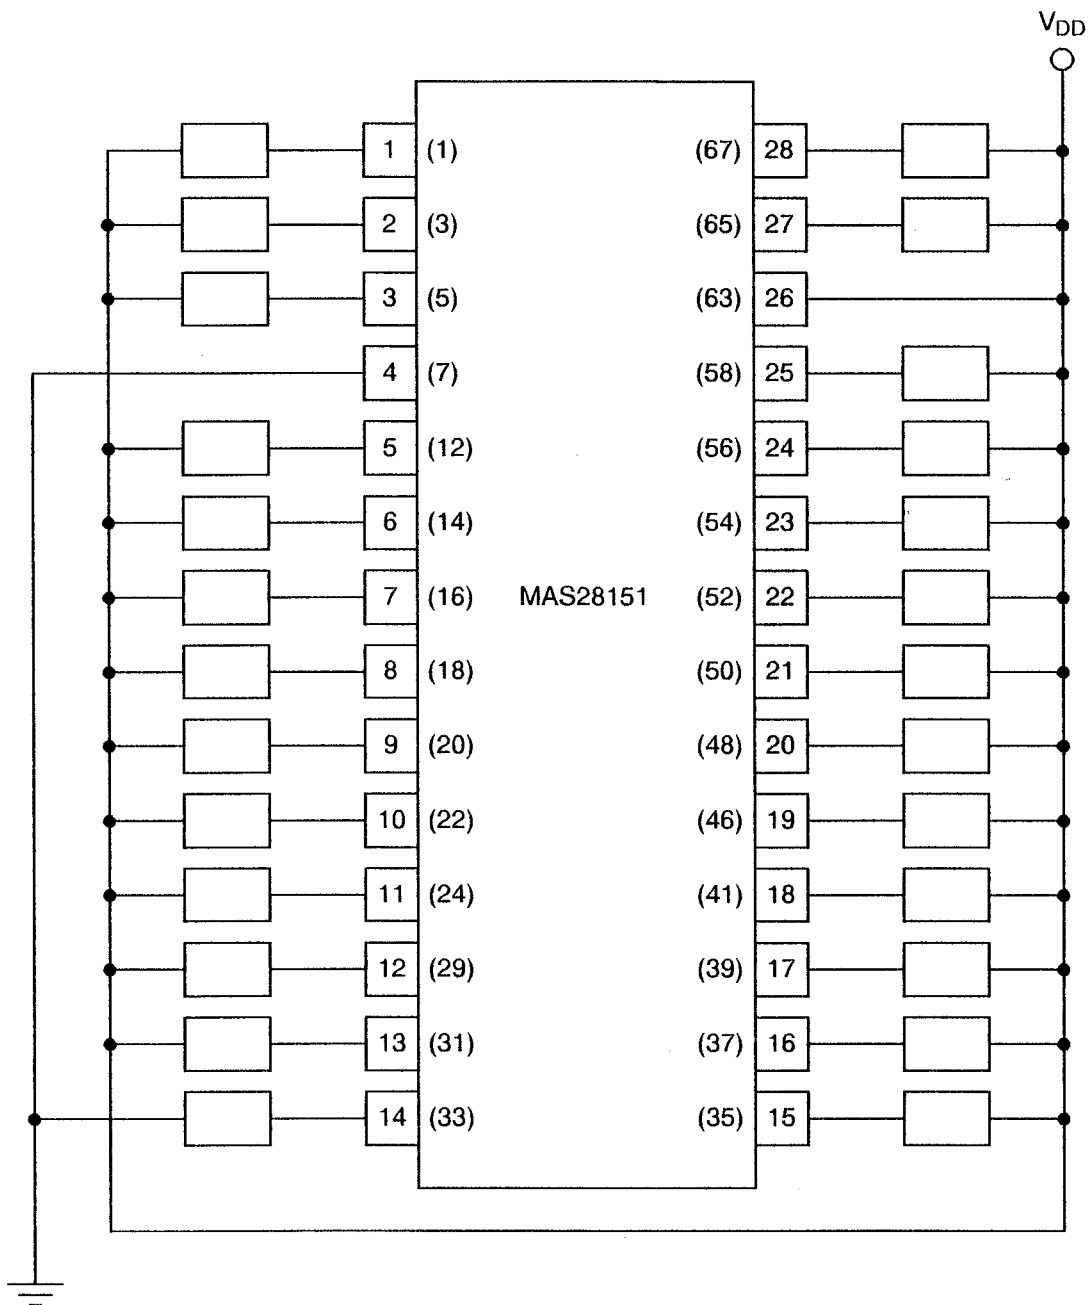 VDD
1 (1) (67) 28
2 (3) (65) 27
3 (5) (63) 26
4 (7) (58) 25
5 (12) (56) 24
6 (14) (54) 23
7 (16) MAS28151 (52) 22
8 (18) (50) 21
9 (20) (48) 20
10 (22) (46) 19
11 (24) (41) 18
12 (29) (39) 17
13 (31) (37) 16
14 (33) (35) 15